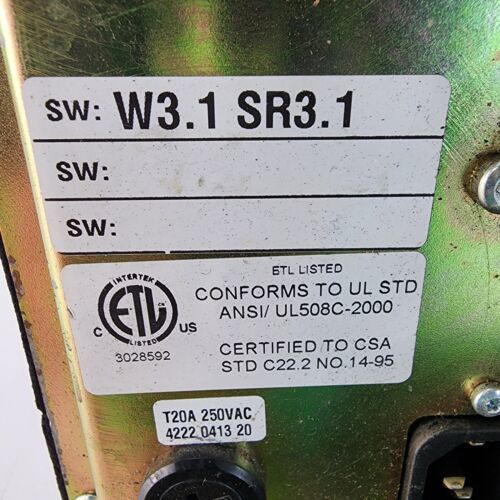 SW: W3.1 SR3.1
SW:
SW:
ETL LISTED
CONFORMS TO UL STD
ANSI/ UL508C-2000
CERTIFIED TO CSA
STD C22.2 NO.14-95
INTERTEK
ETL CM
LISTED
C US
3028592
T20A 250VAC
4222 0413 20